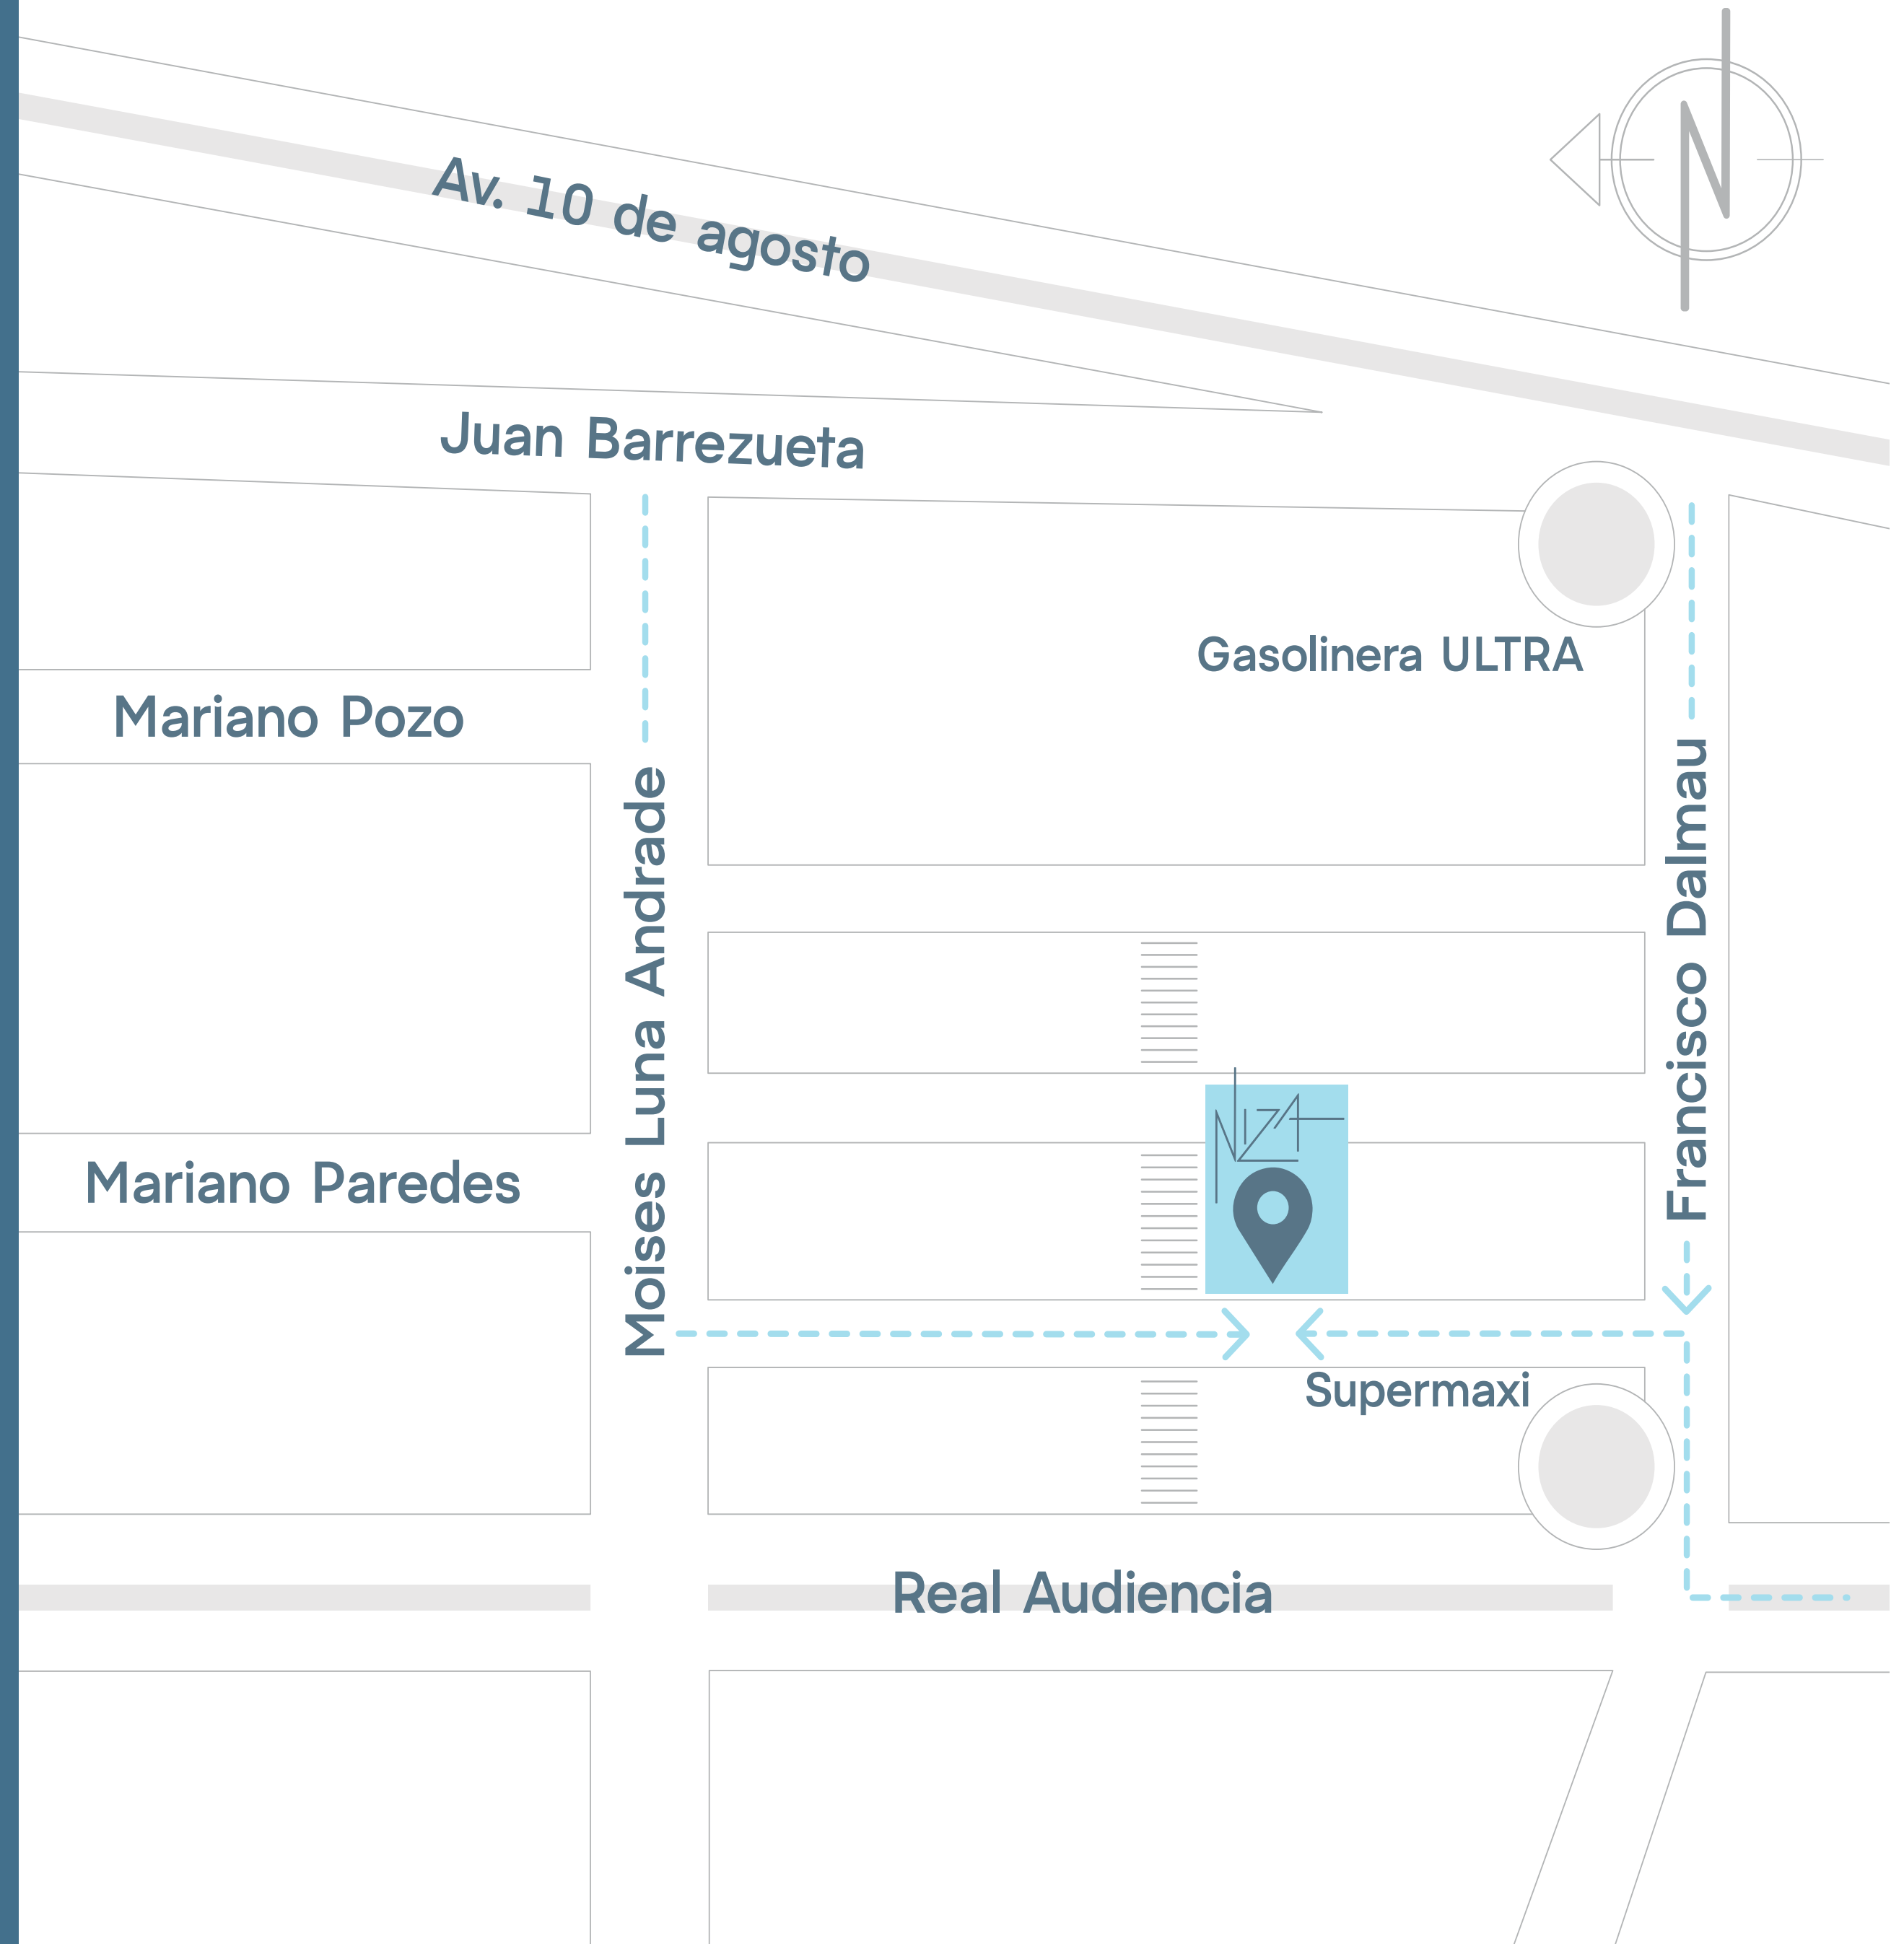 N
Av. 10 de agosto
Juan Barrezueta
Gasolinera ULTRA
Mariano Pozo
Moises Luna Andrade
Francisco Dalmau
NIZA
Mariano Paredes
Supermaxi
Real Audiencia